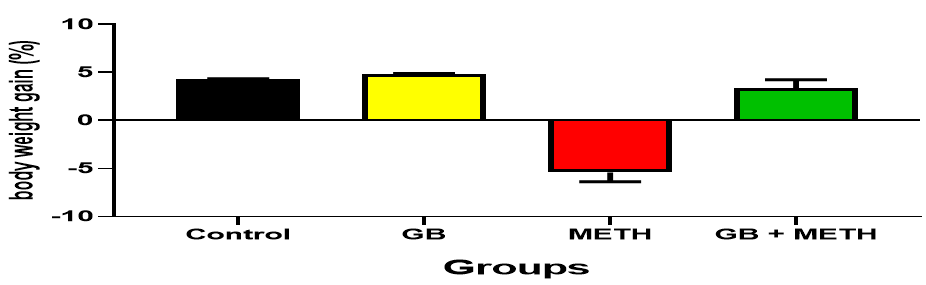 body weight gain (%)
10
5
0
-5
-10
Control GB METH GB + METH
Groups